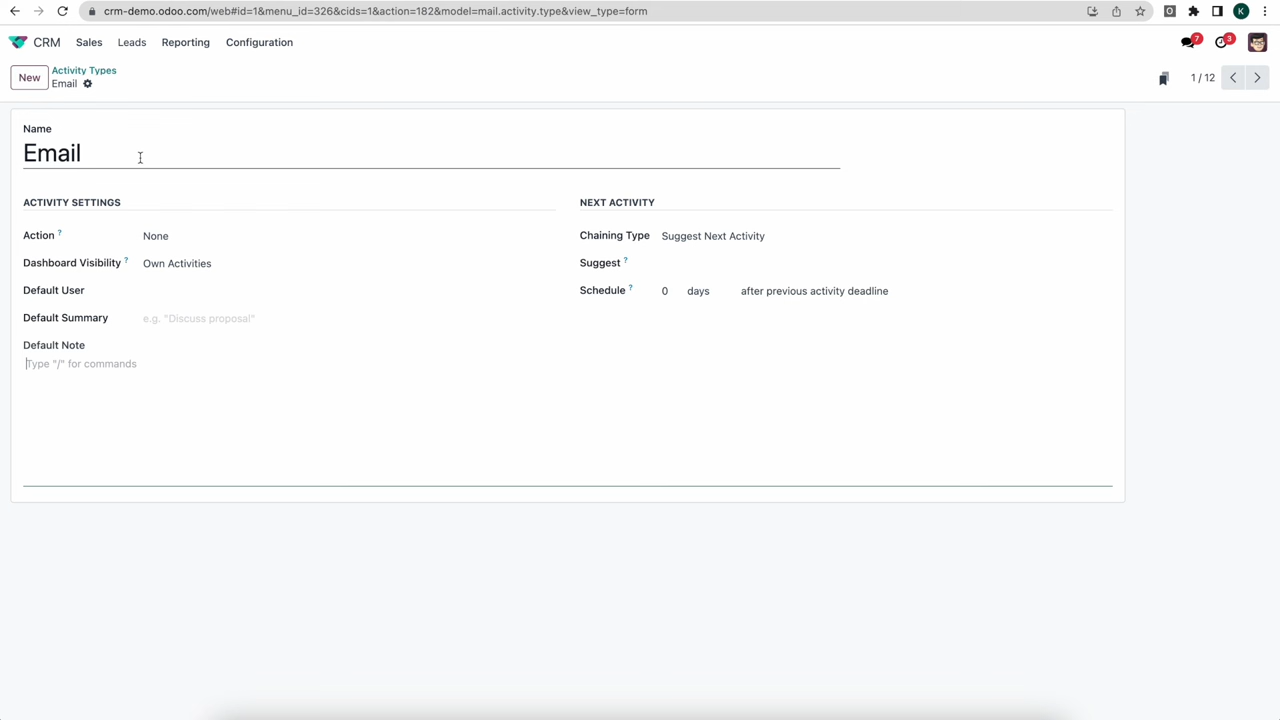 crm-demo.odoo.com/web#id=1&menu_id=326&cids=1&action=182&model=mail.activity.type&view_type=form
O
K
CRM Sales Leads Reporting Configuration
7
3
New
Activity Types
Email
1 / 12
Name
Email
ACTIVITY SETTINGS
Action ?
None
Dashboard Visibility ?
Own Activities
Default User
Default Summary
e.g. "Discuss proposal"
Default Note
Type "/" for commands
NEXT ACTIVITY
Chaining Type
Suggest Next Activity
Suggest ?
Schedule ?
0 days after previous activity deadline